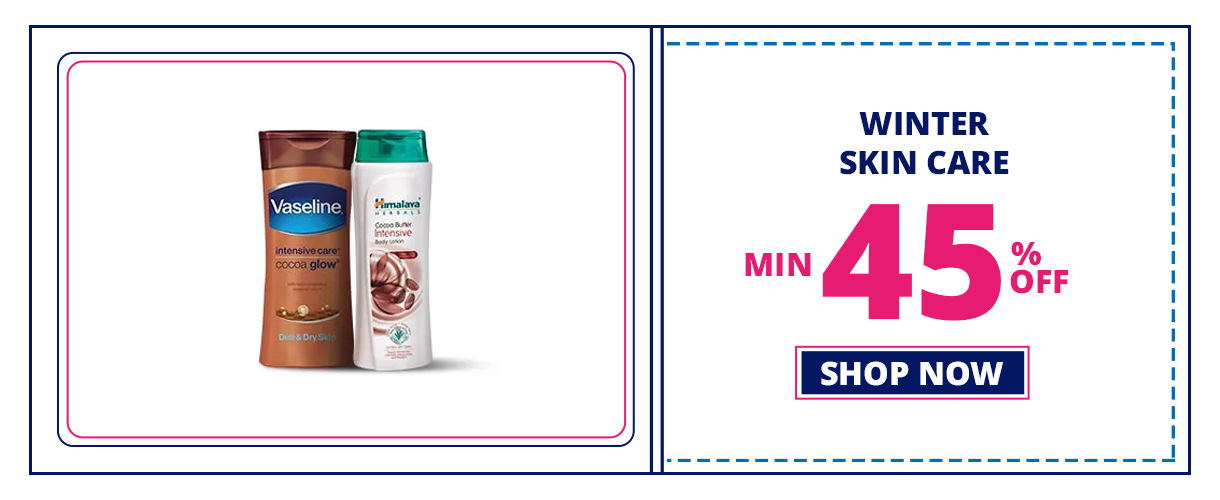 Vaseline
intensive care™
cocoa glow®
Dull & Dry Skin
Himalaya
HERBALS
Cocoa Butter
Intensive
Body Lotion
WINTER
SKIN CARE
MIN 45% OFF
SHOP NOW